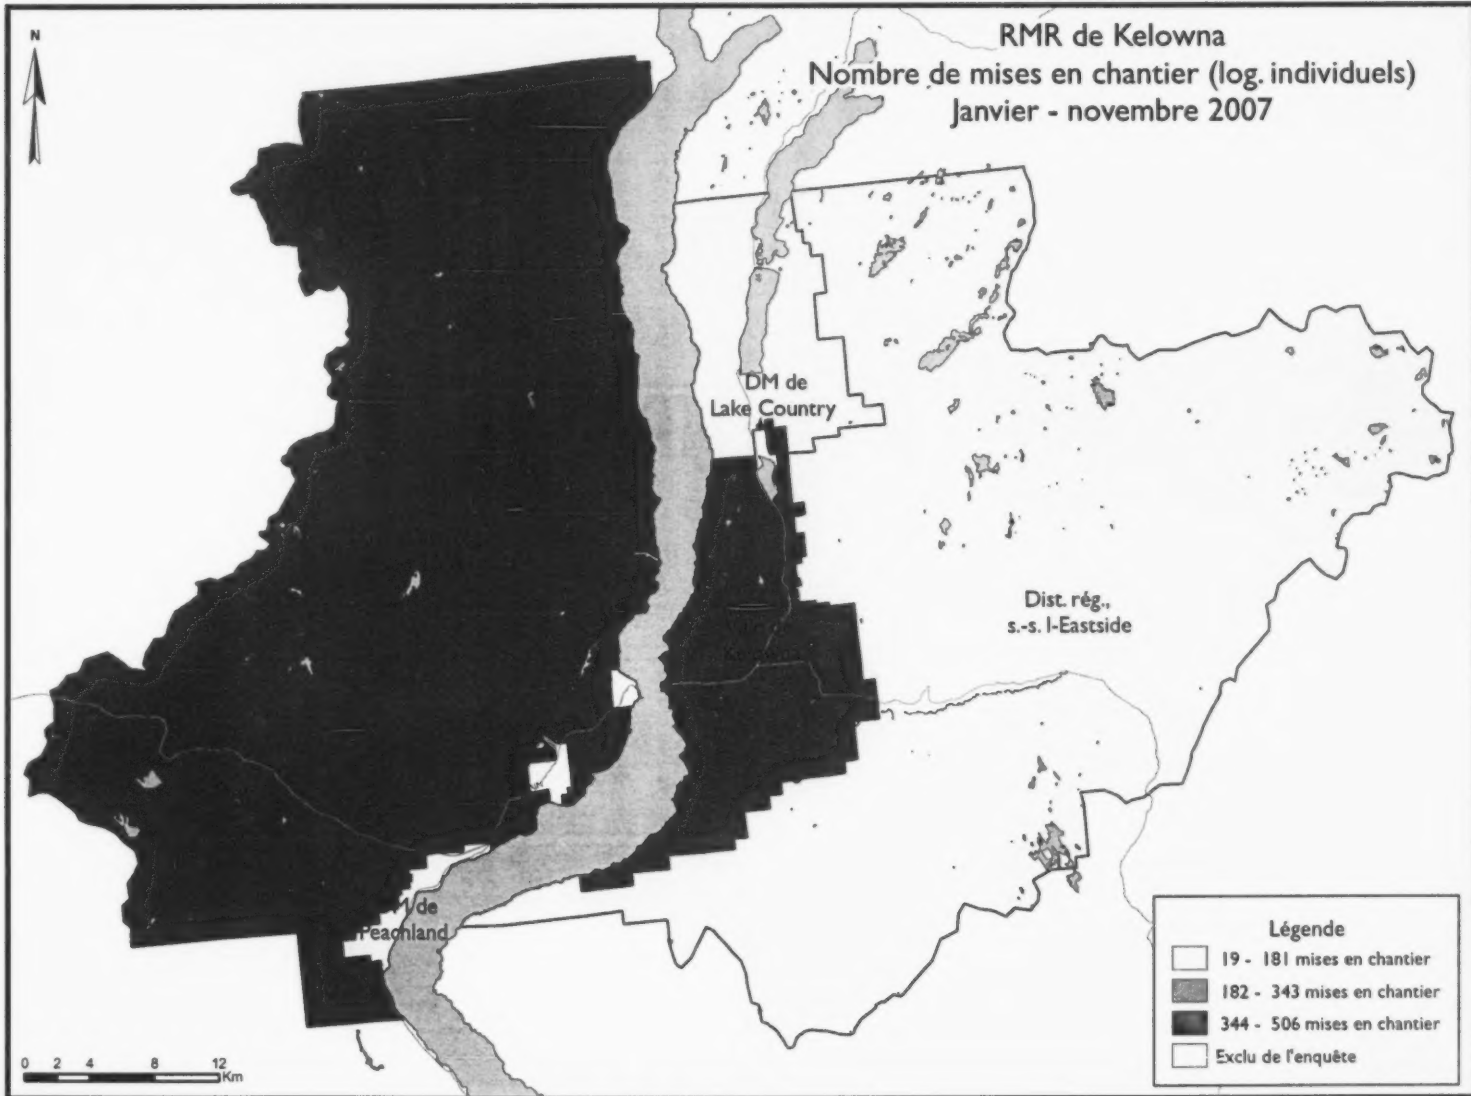 N
RMR de Kelowna
Nombre de mises en chantier (log. individuels)
Janvier - novembre 2007
DM de
Lake Country
Dist. rég.,
s.-s. I-Eastside
Kelowna
M de
Peachland
Légende
19 - 181 mises en chantier
182 - 343 mises en chantier
344 - 506 mises en chantier
Exclu de l'enquête
0 2 4 8 12
Km